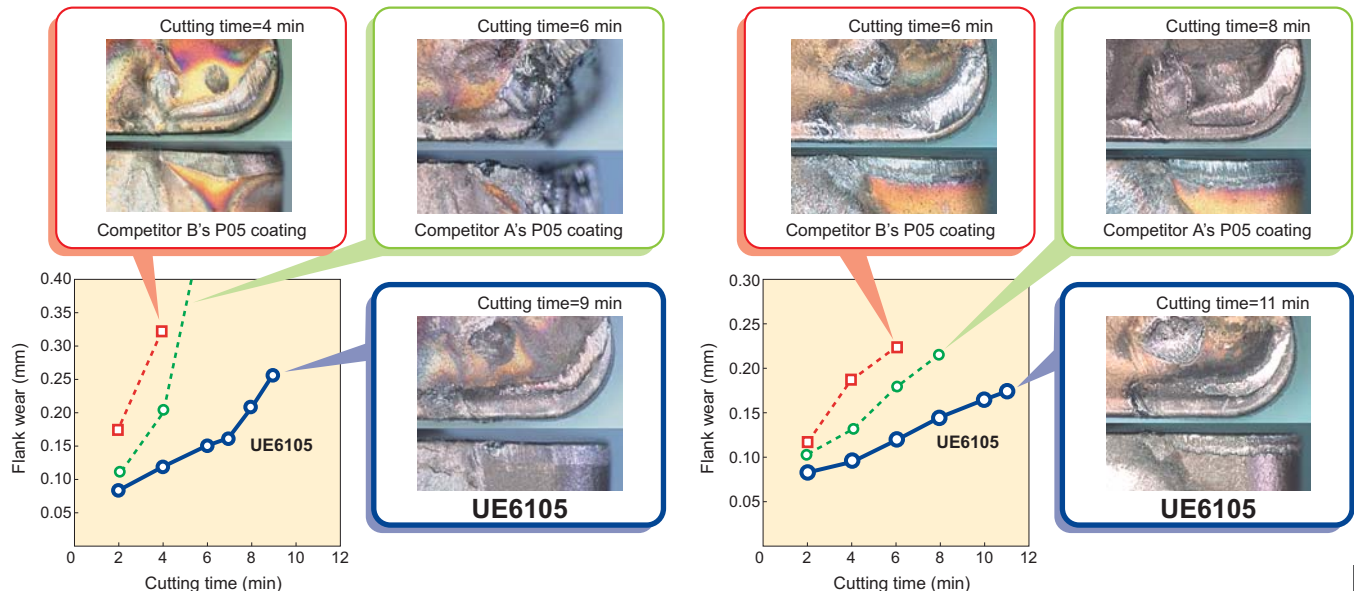 Cutting time=4 min
Competitor B's P05 coating
Cutting time=6 min
Competitor A's P05 coating
Cutting time=9 min
UE6105
0.40
0.35
0.30
0.25
0.20
0.15
0.10
0.05
Flank wear (mm)
UE6105
0 2 4 6 8 10 12
Cutting time (min)
Cutting time=6 min
Competitor B's P05 coating
Cutting time=8 min
Competitor A's P05 coating
Cutting time=11 min
UE6105
0.30
0.25
0.20
0.15
0.10
0.05
Flank wear (mm)
UE6105
0 2 4 6 8 10 12
Cutting time (min)